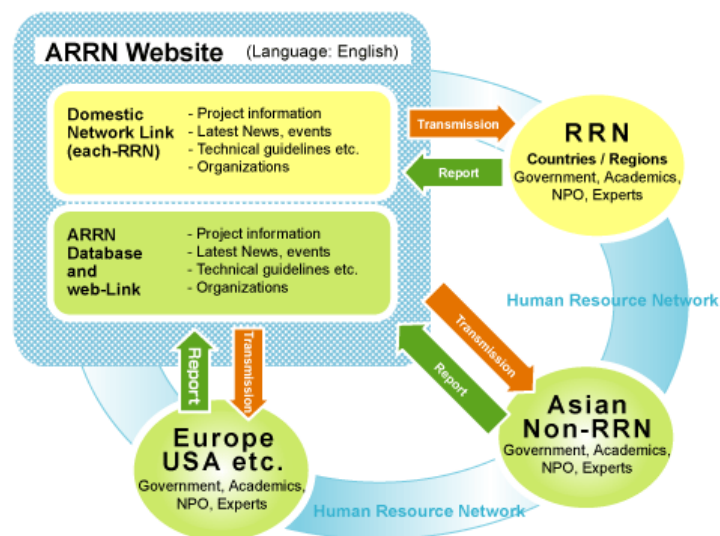 ARRN Website (Language: English)
Domestic
Network Link
(each-RRN)
- Project information
- Latest News, events
- Technical guidelines etc.
- Organizations
ARRN
Database
and
web-Link
- Project information
- Latest News, events
- Technical guidelines etc.
- Organizations
Transmission
Report
RRN
Countries / Regions
Government, Academics,
NPO, Experts
Human Resource Network
Transmission
Report
Report
Transmission
Asian
Non-RRN
Government, Academics,
NPO, Experts
Europe
USA etc.
Government, Academics,
NPO, Experts
Human Resource Network